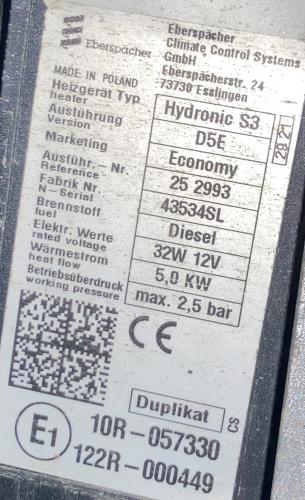 Eberspächer
Eberspächer
Climate Control Systems
GmbH
Eberspächerstr. 24
73730 Esslingen
MADE IN POLAND
Heizgerät Typ
heater
Hydronic S3
Ausführung
Version
D5E
Marketing
Economy
Ausführ. - Nr.
Reference
25 2993
Fabrik Nr.
N - Serial
43534SL
Brennstoff
fuel
Diesel
Elektr. Werte
rated voltage
32W 12V
Wärmestrom
heat flow
5,0 KW
Betriebsüberdruck
working pressure
max. 2,5 bar
CE
Duplikat
S3
E1
10R-057330
122R-000449